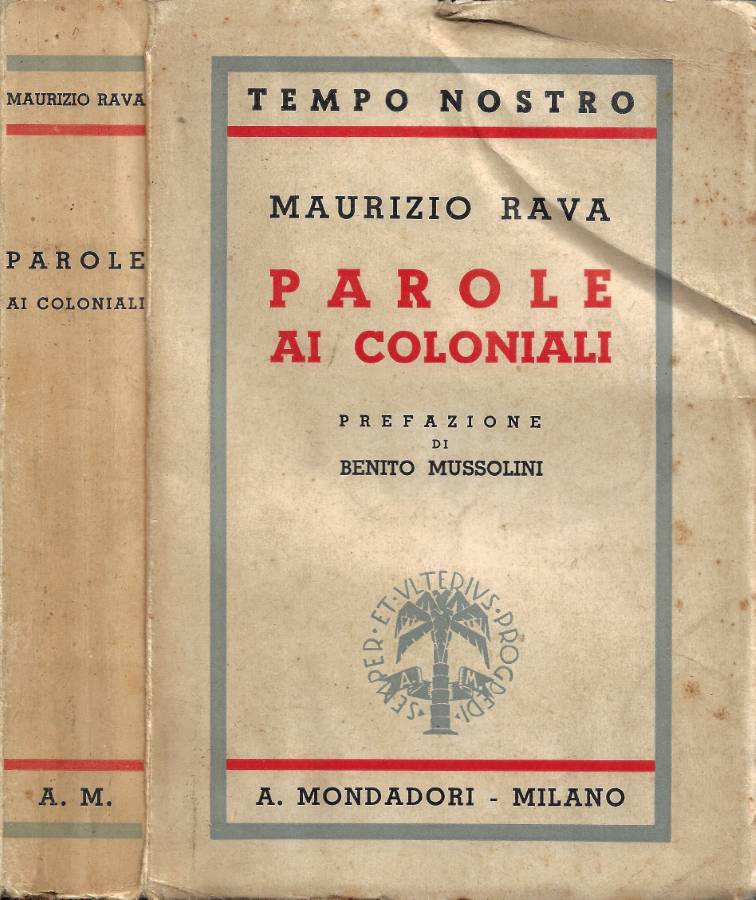 MAURIZIO RAVA
PAROLE
AI COLONIALI
A. M.
TEMPO NOSTRO
MAURIZIO RAVA
PAROLE
AI COLONIALI
PREFAZIONE
DI
BENITO MUSSOLINI
SEMPER·ET·VLTERIVS·PROGREDI·
A. M.
A. MONDADORI - MILANO